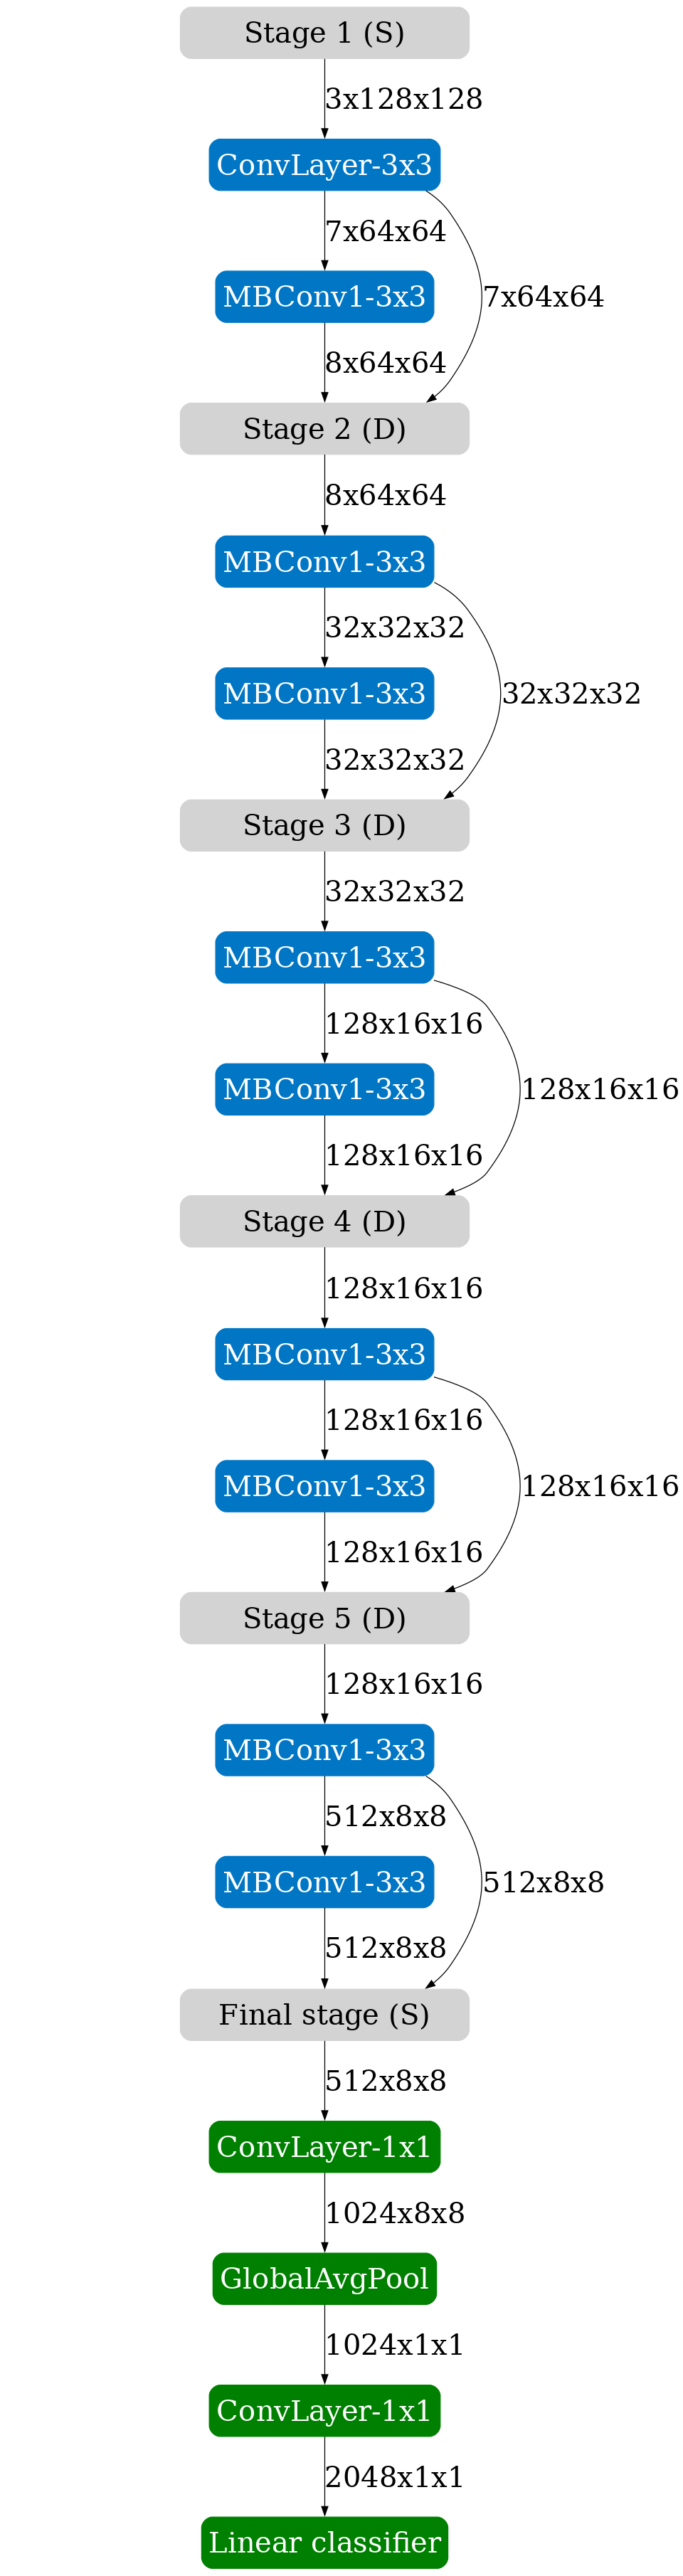 Stage 1 (S)
3x128x128
ConvLayer-3x3
7x64x64
MBConv1-3x3
7x64x64
8x64x64
Stage 2 (D)
8x64x64
MBConv1-3x3
32x32x32
MBConv1-3x3
32x32x32
32x32x32
Stage 3 (D)
32x32x32
MBConv1-3x3
128x16x16
MBConv1-3x3
128x16x16
128x16x16
Stage 4 (D)
128x16x16
MBConv1-3x3
128x16x16
MBConv1-3x3
128x16x16
128x16x16
Stage 5 (D)
128x16x16
MBConv1-3x3
512x8x8
MBConv1-3x3
512x8x8
512x8x8
Final stage (S)
512x8x8
ConvLayer-1x1
1024x8x8
GlobalAvgPool
1024x1x1
ConvLayer-1x1
2048x1x1
Linear classifier